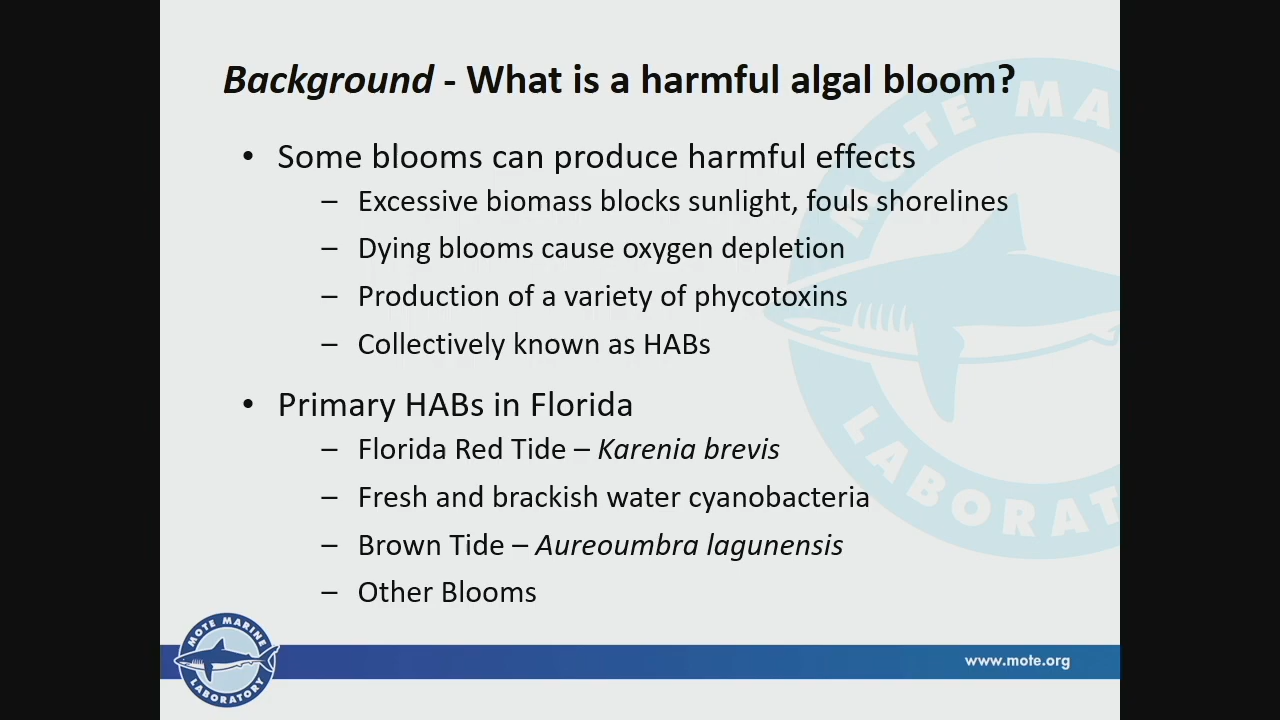 Background - What is a harmful algal bloom?
• Some blooms can produce harmful effects
– Excessive biomass blocks sunlight, fouls shorelines
– Dying blooms cause oxygen depletion
– Production of a variety of phycotoxins
– Collectively known as HABs
• Primary HABs in Florida
– Florida Red Tide – Karenia brevis
– Fresh and brackish water cyanobacteria
– Brown Tide – Aureoumbra lagunensis
– Other Blooms
MOTE MARINE
LABORATORY
www.mote.org
MOTE MA
LABORAT